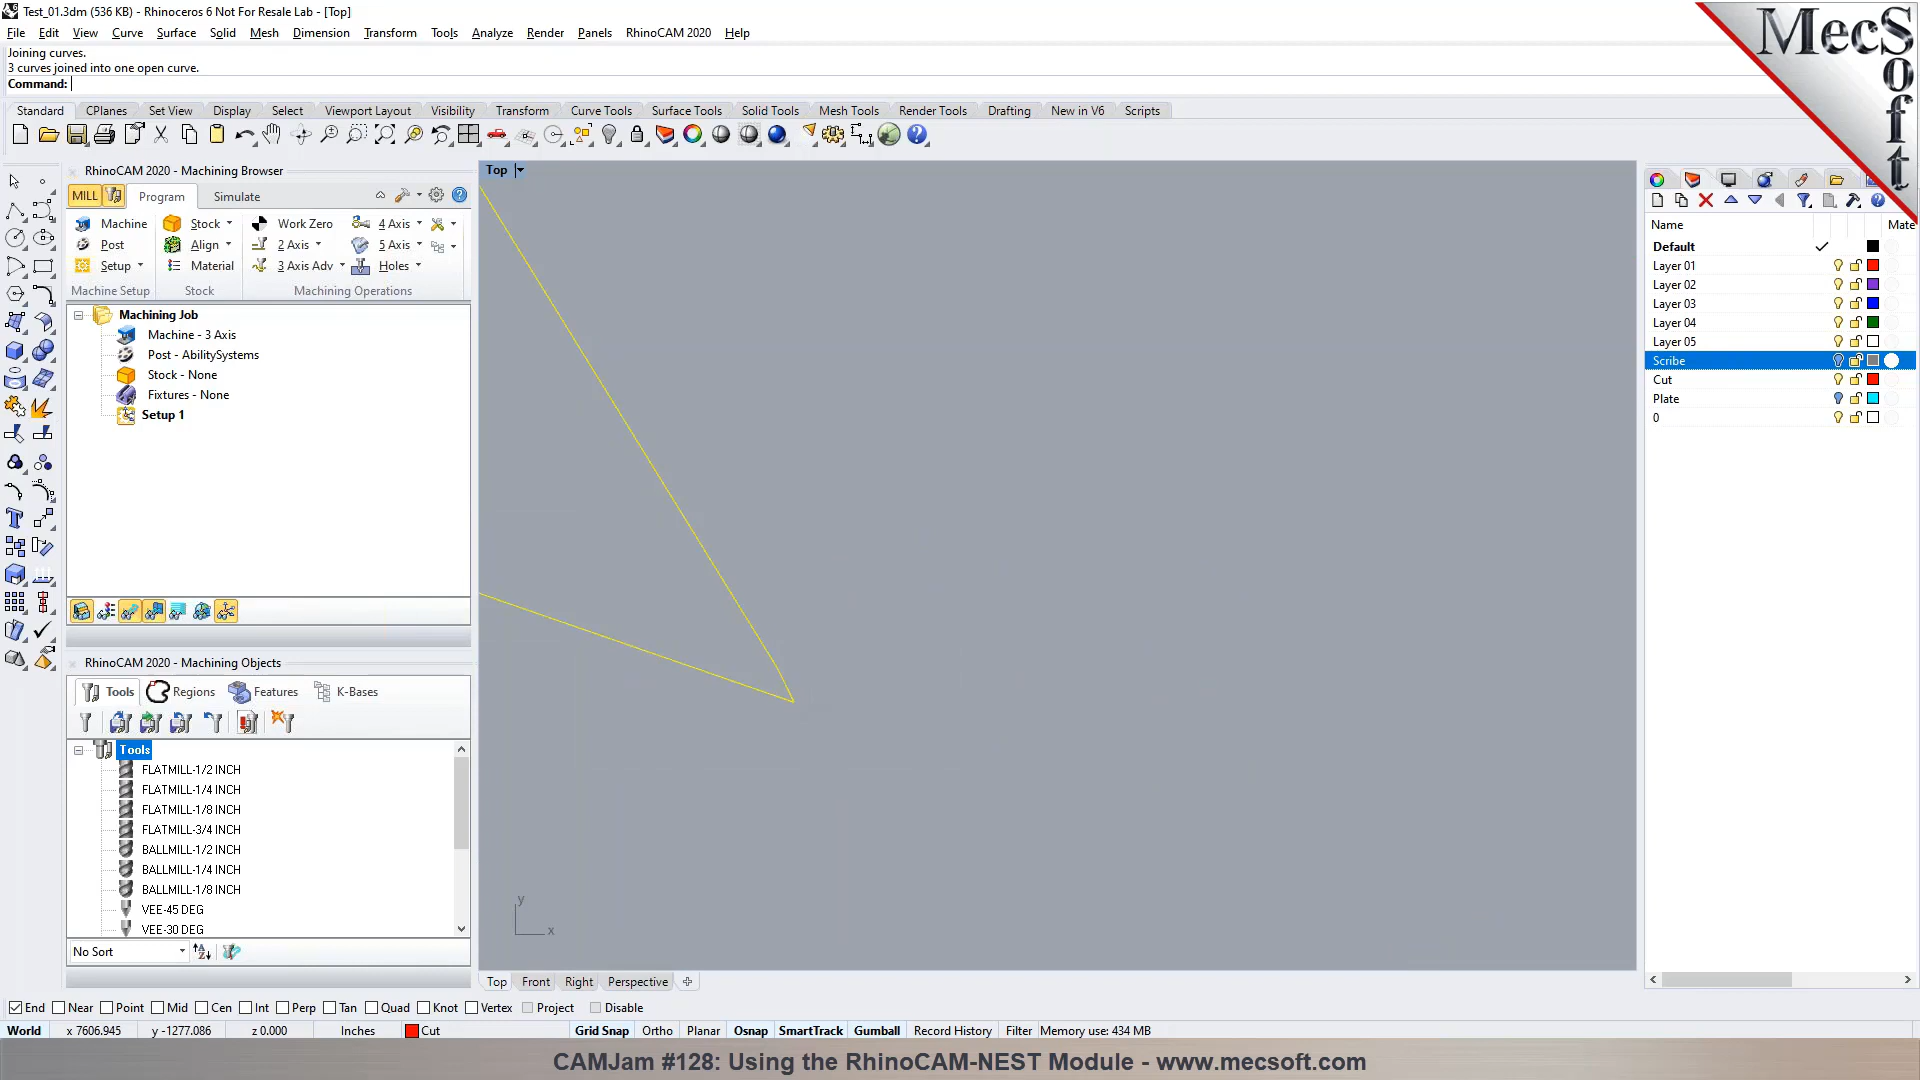 Test_01.3dm (536 KB) - Rhinoceros 6 Not For Resale Lab - [Top]
File Edit View Curve Surface Solid Mesh Dimension Transform Tools Analyze Render Panels RhinoCAM 2020 Help
Joining curves.
3 curves joined into one open curve.
Command:
MecSoft
Standard CPlanes Set View Display Select Viewport Layout Visibility Transform Curve Tools Surface Tools Solid Tools Mesh Tools Render Tools Drafting New in V6 Scripts
RhinoCAM 2020 - Machining Browser
MILL Program Simulate
Machine Stock Work Zero 4 Axis
Post Align 2 Axis 5 Axis
Setup Material 3 Axis Adv Holes
Machine Setup Stock Machining Operations
Machining Job
Machine - 3 Axis
Post - AbilitySystems
Stock - None
Fixtures - None
Setup 1
RhinoCAM 2020 - Machining Objects
Tools Regions Features K-Bases
Tools
FLATMILL-1/2 INCH
FLATMILL-1/4 INCH
FLATMILL-1/8 INCH
FLATMILL-3/4 INCH
BALLMILL-1/2 INCH
BALLMILL-1/4 INCH
BALLMILL-1/8 INCH
VEE-45 DEG
VEE-30 DEG
No Sort
Top
y
x
Top Front Right Perspective
Name Mate
Default
Layer 01
Layer 02
Layer 03
Layer 04
Layer 05
Scribe
Cut
Plate
0
End Near Point Mid Cen Int Perp Tan Quad Knot Vertex Project Disable
World x 7606.945 y -1277.086 z 0.000 Inches Cut Grid Snap Ortho Planar Osnap SmartTrack Gumball Record History Filter Memory use: 434 MB
CAMJam #128: Using the RhinoCAM-NEST Module - www.mecsoft.com